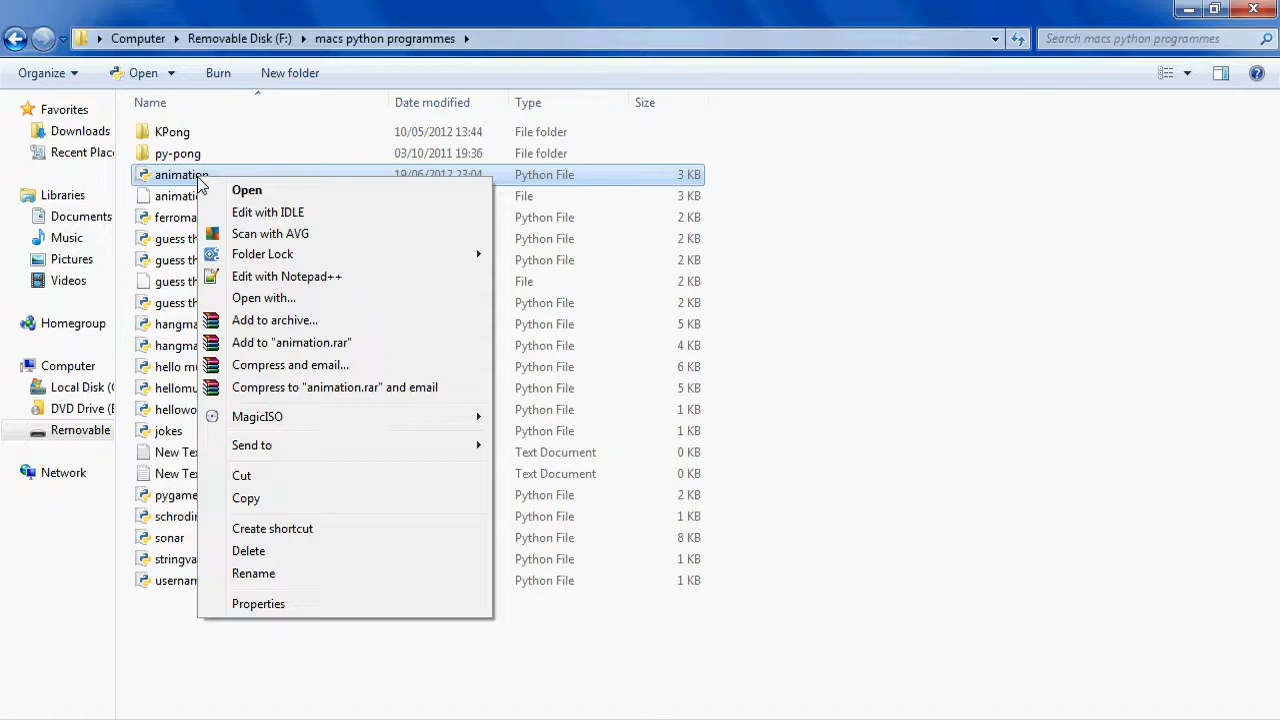 Computer Removable Disk (F:) macs python programmes Search macs python programmes
Organize Open Burn New folder
Name Date modified Type Size
Favorites
Downloads
Recent Plac
Libraries
Documents
Music
Pictures
Videos
Homegroup
Computer
Local Disk (
DVD Drive (
Removable
Network
KPong 10/05/2012 13:44 File folder
py-pong 03/10/2011 19:36 File folder
animation 19/06/2012 23:04 Python File 3 KB
animati File 3 KB
ferroma Python File 2 KB
guess th Python File 2 KB
guess th Python File 2 KB
guess th File 2 KB
guess th Python File 2 KB
hangma Python File 5 KB
hangma Python File 4 KB
hello m Python File 6 KB
hellomu Python File 5 KB
hellowo Python File 1 KB
jokes Python File 1 KB
New Tex Text Document 0 KB
New Tex Text Document 0 KB
pygame Python File 2 KB
schrodin Python File 1 KB
sonar Python File 8 KB
stringva Python File 1 KB
usernam Python File 1 KB
Open
Edit with IDLE
Scan with AVG
Folder Lock
Edit with Notepad++
Open with...
Add to archive...
Add to "animation.rar"
Compress and email...
Compress to "animation.rar" and email
MagicISO
Send to
Cut
Copy
Create shortcut
Delete
Rename
Properties